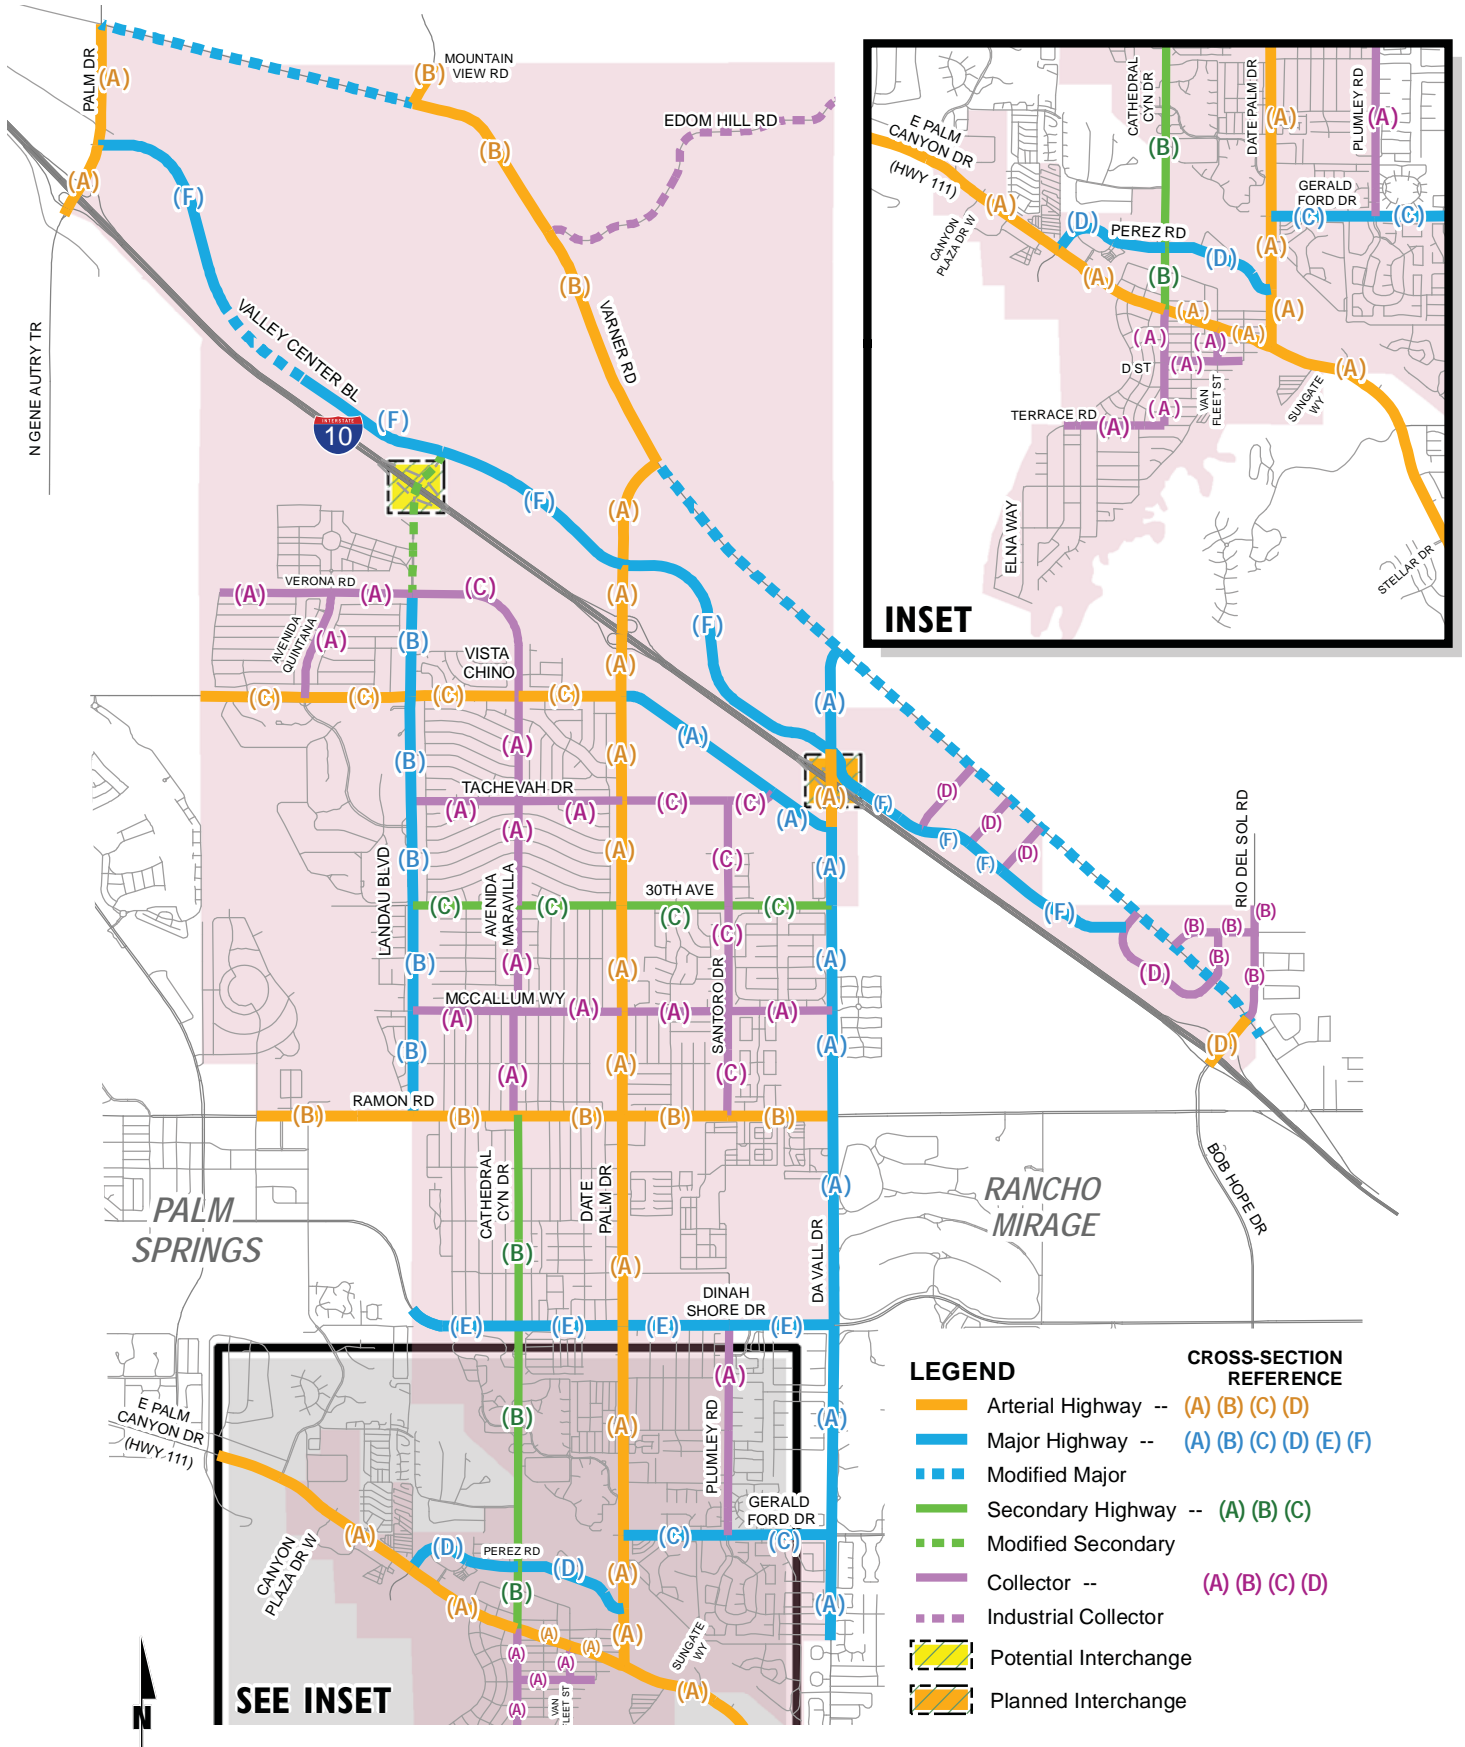 PALM DR
(A)
(B)
MOUNTAIN
VIEW RD
EDOM HILL RD
(B)
(A)
(F)
(B)
N GENE AUTRY TR
VALLEY CENTER BL
VARNER RD
INTERSTATE
10
(F)
(F)
(A)
VERONA RD
(A)
(A)
(C)
(A)
AVENIDA
QUINTANA
(A)
(B)
(F)
VISTA
CHINO
(A)
(C)
(C)
(C)
(C)
(A)
(A)
(A)
(A)
(B)
TACHEVAH DR
(A)
(A)
(C)
(C)
(A)
(A)
(F)
(D)
(A)
(D)
(F)
(D)
(F)
(B)
(A)
(C)
(A)
LANDAU BLVD
AVENIDA
MARAVILLA
30TH AVE
(C)
(C)
(C)
(C)
(F)
RIO DEL SOL RD
(B)
(B)
(B)
(C)
(B)
(A)
(A)
(A)
(B)
(D)
(B)
SANTORO DR
MCCALLUM WY
(A)
(A)
(A)
(A)
(B)
(A)
(A)
(D)
(A)
(C)
RAMON RD
(B)
(B)
(B)
(B)
(B)
CATHEDRAL
CYN DR
DATE
PALM DR
(A)
BOB HOPE DR
PALM
SPRINGS
RANCHO
MIRAGE
(B)
(A)
DA VALL DR
DINAH
SHORE DR
(E)
(E)
(E)
(E)
(A)
E PALM
CANYON DR
(HWY 111)
(B)
(A)
(A)
PLUMLEY RD
GERALD
FORD DR
(C)
(C)
CANYON
PLAZA DR W
(A)
(D)
PEREZ RD
(D)
(A)
(B)
(A)
(A)
(A)
(A)
(A)
(A)
SUNGATE
WY
(A)
(A)
(A)
(A)
VAN
FLEET ST
(A)
SEE INSET
N
CATHEDRAL
CYN DR
DATE PALM DR
PLUMLEY RD
(A)
(A)
E PALM
CANYON DR
(HWY 111)
(B)
GERALD
FORD DR
(C)
(C)
(A)
CANYON
PLAZA DR W
(D)
PEREZ RD
(D)
(A)
(A)
(B)
(A)
(A)
(A)
(A)
(A)
(A)
D ST
(A)
(A)
VAN
FLEET ST
SUNGATE
WY
TERRACE RD
(A)
(A)
ELNA WAY
STELLAR DR
INSET
LEGEND
CROSS-SECTION
REFERENCE
Arterial Highway -- (A) (B) (C) (D)
Major Highway -- (A) (B) (C) (D) (E) (F)
Modified Major
Secondary Highway -- (A) (B) (C)
Modified Secondary
Collector -- (A) (B) (C) (D)
Industrial Collector
Potential Interchange
Planned Interchange